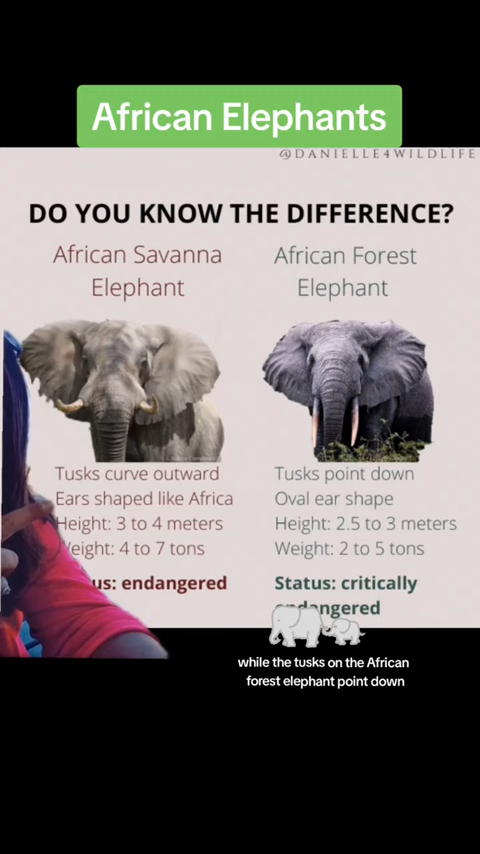 African Elephants
@DANIELLE4WILDLIFE
DO YOU KNOW THE DIFFERENCE?
African Savanna
Elephant
Tusks curve outward
Ears shaped like Africa
Height: 3 to 4 meters
Weight: 4 to 7 tons
us: endangered
African Forest
Elephant
Tusks point down
Oval ear shape
Height: 2.5 to 3 meters
Weight: 2 to 5 tons
Status: critically
endangered
while the tusks on the African
forest elephant point down